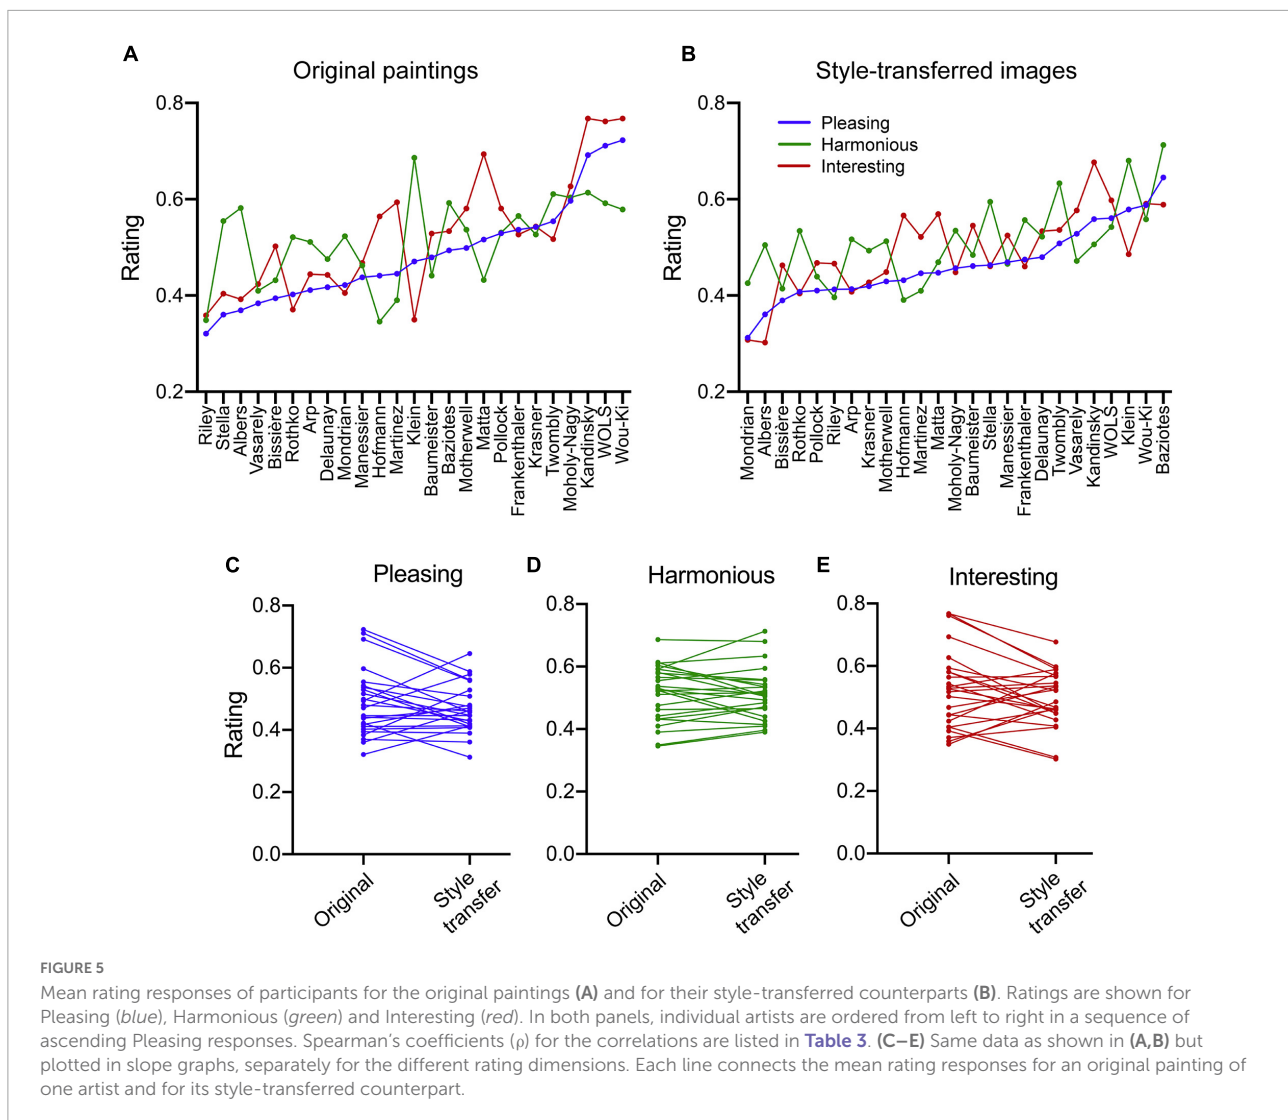 A
Original paintings
0.8
0.6
0.4
0.2
Rating
Riley
Stella
Albers
Vasarely
Bissière
Rothko
Arp
Delaunay
Mondrian
Manessier
Hofmann
Martinez
Klein
Baumeister
Baziotes
Motherwell
Matta
Pollock
Frankenthaler
Krasner
Twombly
Moholy-Nagy
Kandinsky
WOLS
Wou-Ki
B
Style-transferred images
Pleasing
Harmonious
Interesting
0.8
0.6
0.4
0.2
Rating
Mondrian
Albers
Bissière
Rothko
Pollock
Riley
Arp
Krasner
Motherwell
Hofmann
Martinez
Matta
Moholy-Nagy
Baumeister
Stella
Manessier
Frankenthaler
Delaunay
Twombly
Vasarely
Kandinsky
WOLS
Klein
Wou-Ki
Baziotes
C
Pleasing
0.8
0.6
0.4
0.2
0.0
Rating
Original
Style
transfer
D
Harmonious
0.8
0.6
0.4
0.2
0.0
Original
Style
transfer
E
Interesting
0.8
0.6
0.4
0.2
0.0
Original
Style
transfer
FIGURE 5
Mean rating responses of participants for the original paintings (A) and for their style-transferred counterparts (B). Ratings are shown for
Pleasing (blue), Harmonious (green) and Interesting (red). In both panels, individual artists are ordered from left to right in a sequence of
ascending Pleasing responses. Spearman's coefficients (ρ) for the correlations are listed in Table 3. (C–E) Same data as shown in (A,B) but
plotted in slope graphs, separately for the different rating dimensions. Each line connects the mean rating responses for an original painting of
one artist and for its style-transferred counterpart.